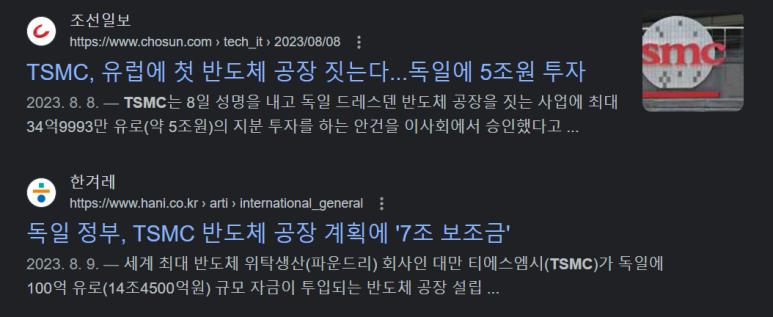 조선일보
https://www.chosun.com › tech_it › 2023/08/08
TSMC, 유럽에 첫 반도체 공장 짓는다...독일에 5조원 투자
2023. 8. 8. — TSMC는 8일 성명을 내고 독일 드레스덴 반도체 공장을 짓는 사업에 최대
34억9993만 유로(약 5조원)의 지분 투자를 하는 안건을 이사회에서 승인했다고 ...
smc
한겨레
https://www.hani.co.kr › arti › international_general
독일 정부, TSMC 반도체 공장 계획에 '7조 보조금'
2023. 8. 9. — 세계 최대 반도체 위탁생산(파운드리) 회사인 대만 티에스엠시(TSMC)가 독일에
100억 유로(14조4500억원) 규모 자금이 투입되는 반도체 공장 설립 ...